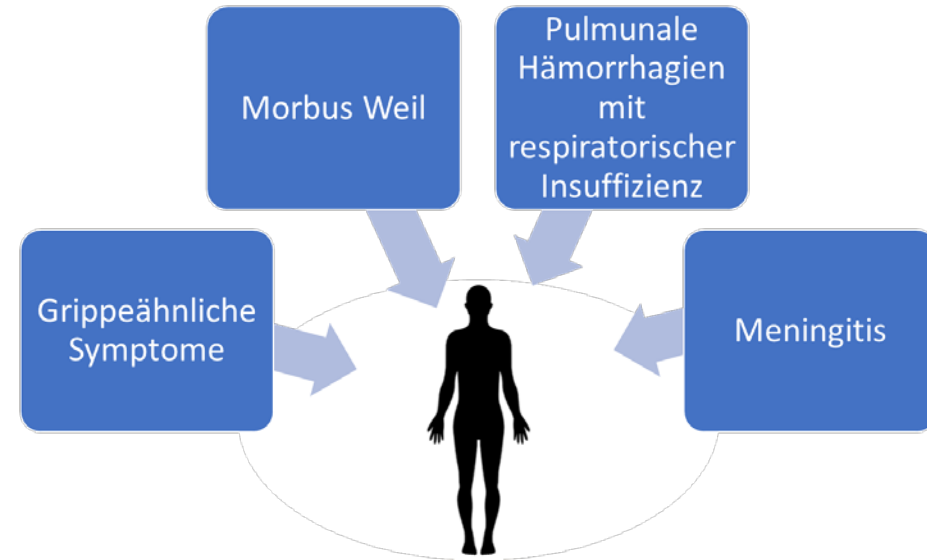 Morbus Weil
Pulmunale
Hämorrhagien
mit
respiratorischer
Insuffizienz
Grippeähnliche
Symptome
Meningitis